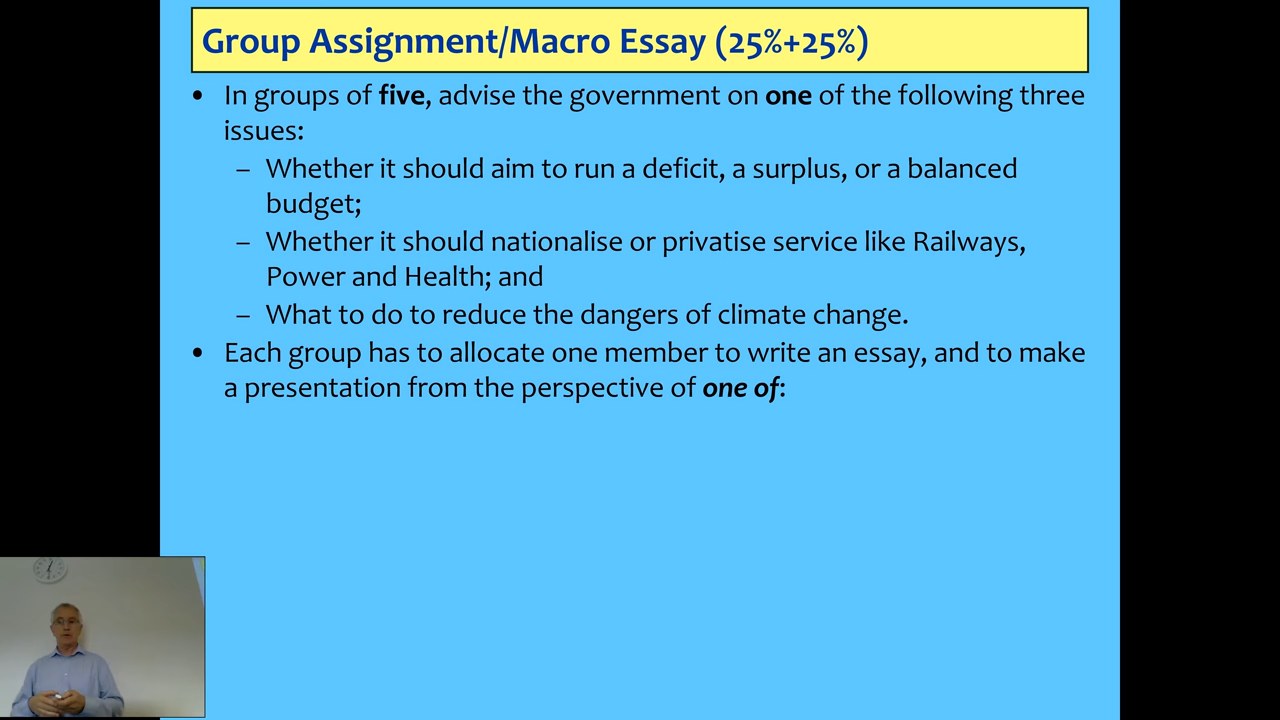 Group Assignment/Macro Essay (25%+25%)
• In groups of five, advise the government on one of the following three
issues:
– Whether it should aim to run a deficit, a surplus, or a balanced
budget;
– Whether it should nationalise or privatise service like Railways,
Power and Health; and
– What to do to reduce the dangers of climate change.
• Each group has to allocate one member to write an essay, and to make
a presentation from the perspective of one of: